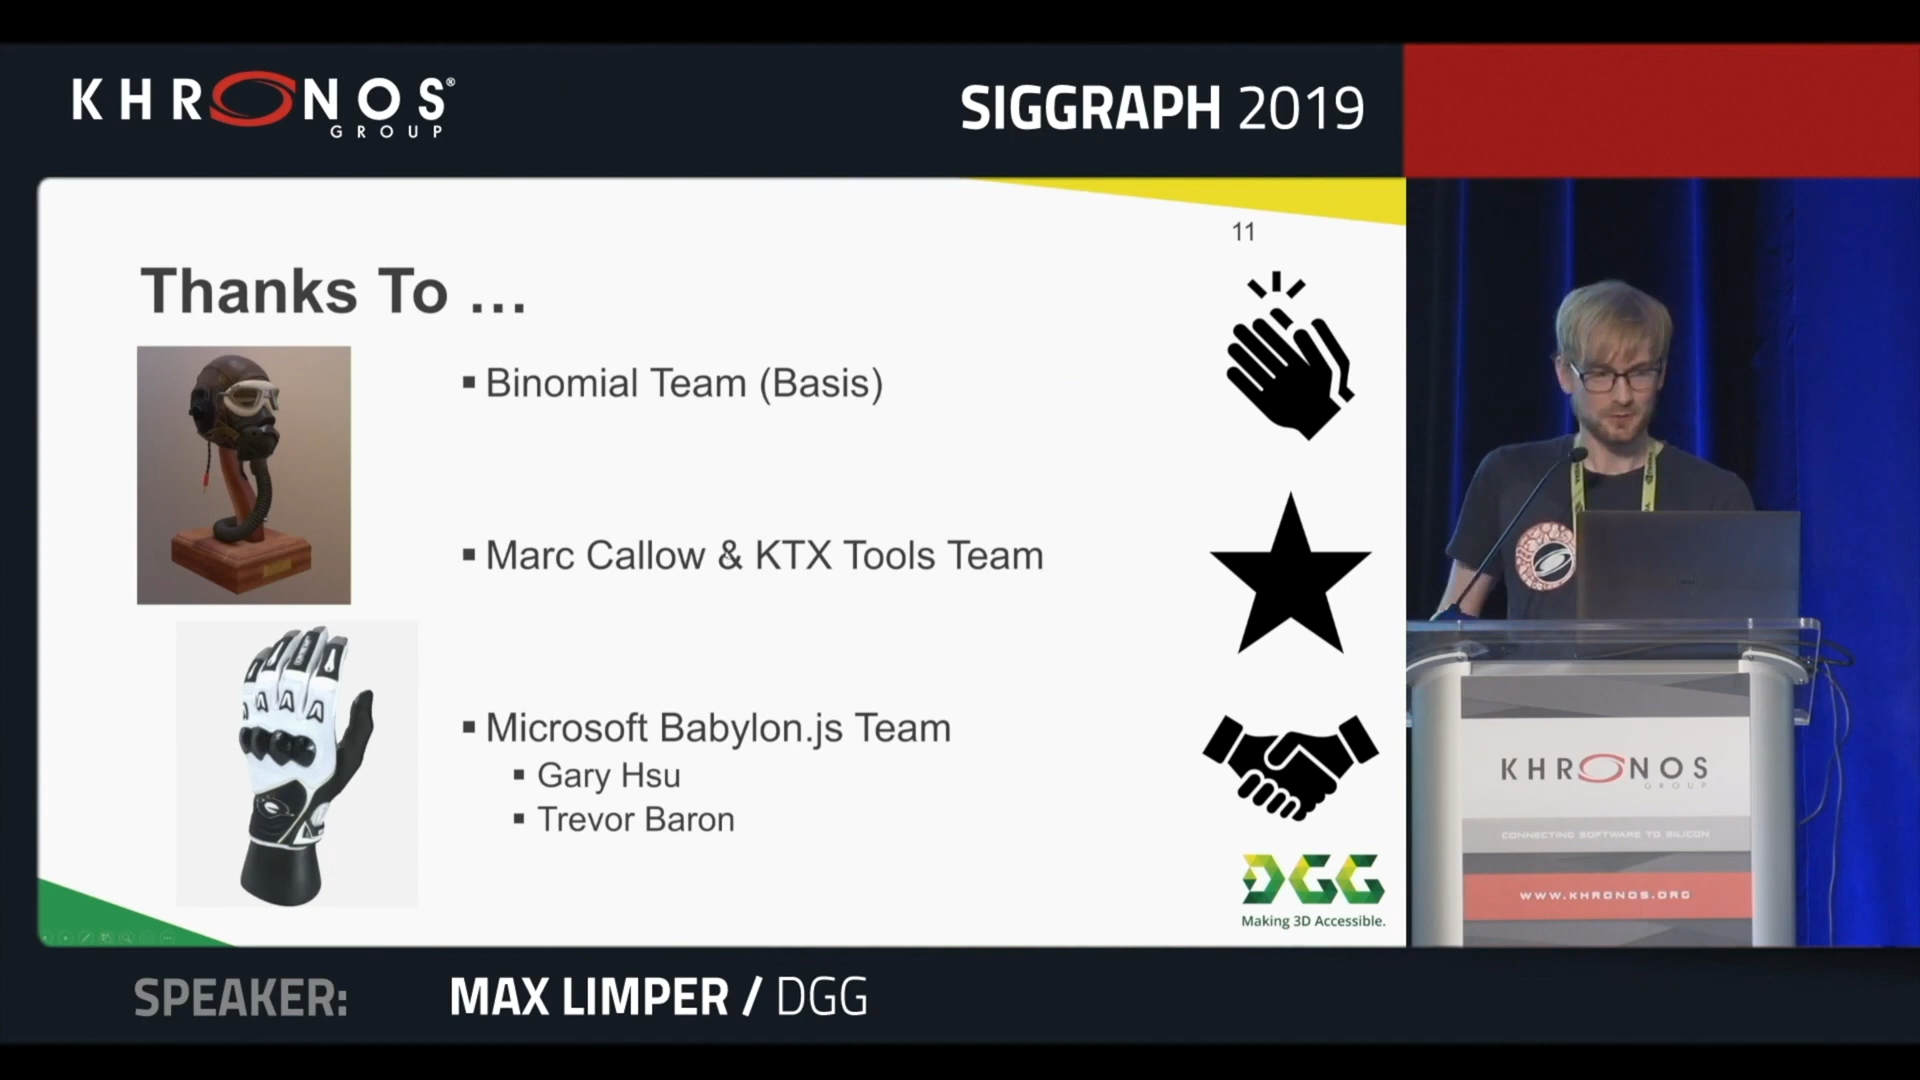 KHRONOS®
GROUP
SIGGRAPH 2019
11
Thanks To ...
▪ Binomial Team (Basis)
▪ Marc Callow & KTX Tools Team
▪ Microsoft Babylon.js Team
▪ Gary Hsu
▪ Trevor Baron
DGG
Making 3D Accessible.
KHRONOS
GROUP
CONNECTING SOFTWARE TO SILICON
WWW.KHRONOS.ORG
SPEAKER: MAX LIMPER / DGG